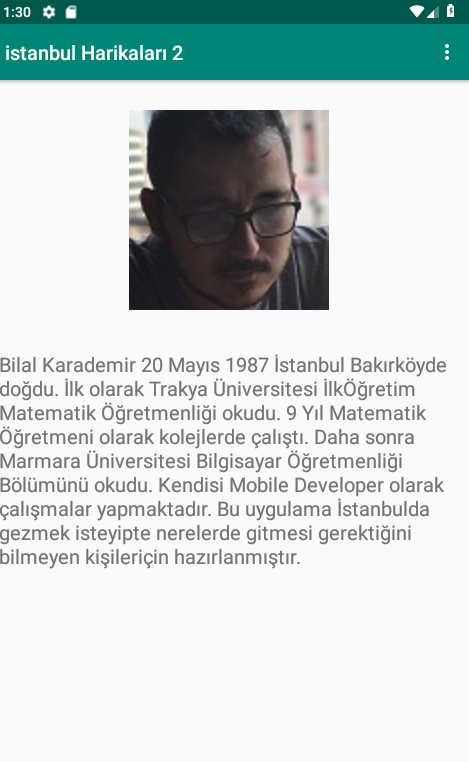 1:30
istanbul Harikaları 2
Bilal Karademir 20 Mayıs 1987 İstanbul Bakırköyde
doğdu. İlk olarak Trakya Üniversitesi İlkÖğretim
Matematik Öğretmenliği okudu. 9 Yıl Matematik
Öğretmeni olarak kolejlerde çalıştı. Daha sonra
Marmara Üniversitesi Bilgisayar Öğretmenliği
Bölümünü okudu. Kendisi Mobile Developer olarak
çalışmalar yapmaktadır. Bu uygulama İstanbulda
gezmek isteyipte nerelerde gitmesi gerektiğini
bilmeyen kişileriçin hazırlanmıştır.